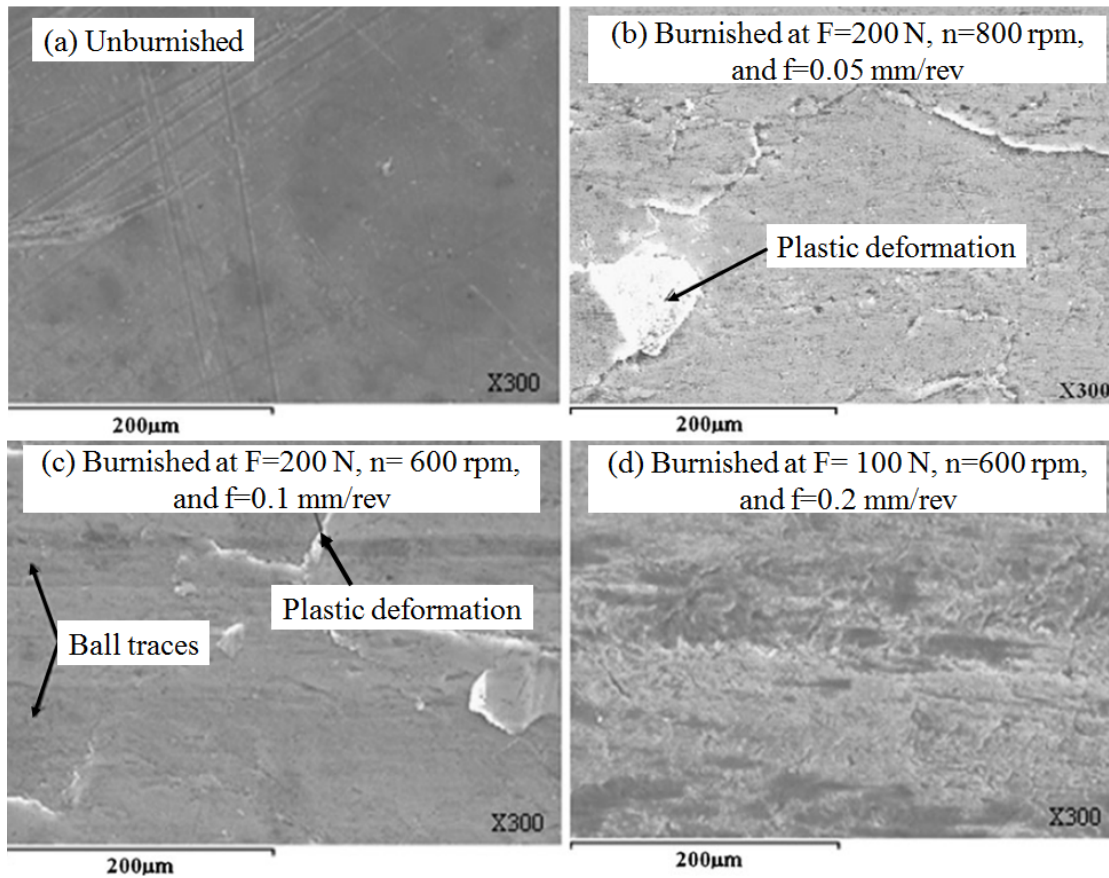 (a) Unburnished
X300
200μm
(b) Burnished at F=200 N, n=800 rpm,
and f=0.05 mm/rev
Plastic deformation
X300
200μm
(c) Burnished at F=200 N, n= 600 rpm,
and f=0.1 mm/rev
Plastic deformation
Ball traces
X300
200μm
(d) Burnished at F= 100 N, n=600 rpm,
and f=0.2 mm/rev
X300
200μm